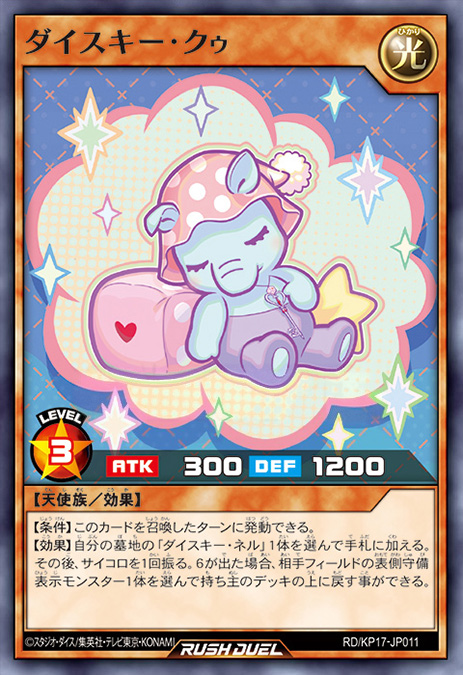 ダイスキー・クゥ
ひかり
光
LEVEL
3
ATK 300 DEF 1200
【天使族／効果】
【条件】このカードを召喚したターンに発動できる。
【効果】自分の墓地の「ダイスキー・ネル」1体を選んで手札に加える。
その後、サイコロを1回振る。6が出た場合、相手フィールドの表側守備
表示モンスター1体を選んで持ち主のデッキの上に戻す事ができる。
©スタジオ・ダイス/集英社・テレビ東京・KONAMI
RUSH DUEL
RD/KP17-JP011